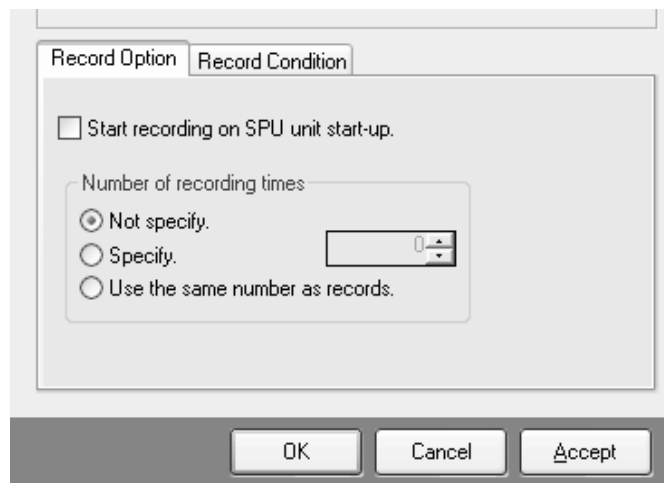 Record Option Record Condition
Start recording on SPU unit start-up.
Number of recording times
Not specify.
Specify. 0
Use the same number as records.
OK Cancel Accept